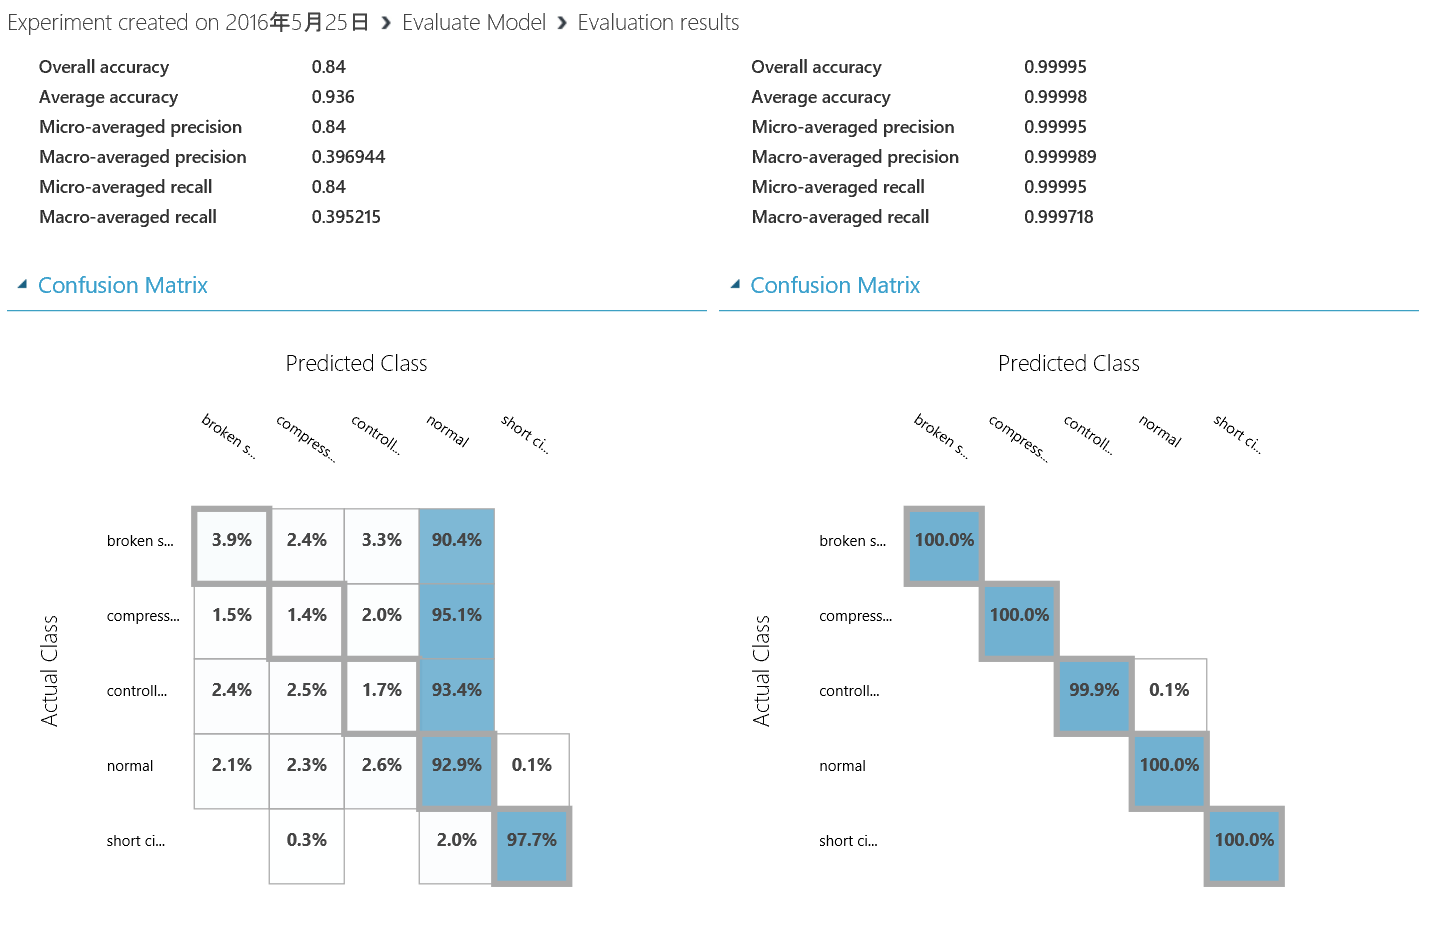 Experiment created on 2016年5月25日 › Evaluate Model › Evaluation results
Overall accuracy 0.84
Average accuracy 0.936
Micro-averaged precision 0.84
Macro-averaged precision 0.396944
Micro-averaged recall 0.84
Macro-averaged recall 0.395215
Confusion Matrix
Predicted Class
broken s... compress... controll... normal short ci...
Actual Class
broken s... 3.9% 2.4% 3.3% 90.4%
compress... 1.5% 1.4% 2.0% 95.1%
controll... 2.4% 2.5% 1.7% 93.4%
normal 2.1% 2.3% 2.6% 92.9% 0.1%
short ci... 0.3% 2.0% 97.7%
Overall accuracy 0.99995
Average accuracy 0.99998
Micro-averaged precision 0.99995
Macro-averaged precision 0.999989
Micro-averaged recall 0.99995
Macro-averaged recall 0.999718
Confusion Matrix
Predicted Class
broken s... compress... controll... normal short ci...
Actual Class
broken s... 100.0%
compress... 100.0%
controll... 99.9% 0.1%
normal 100.0%
short ci... 100.0%